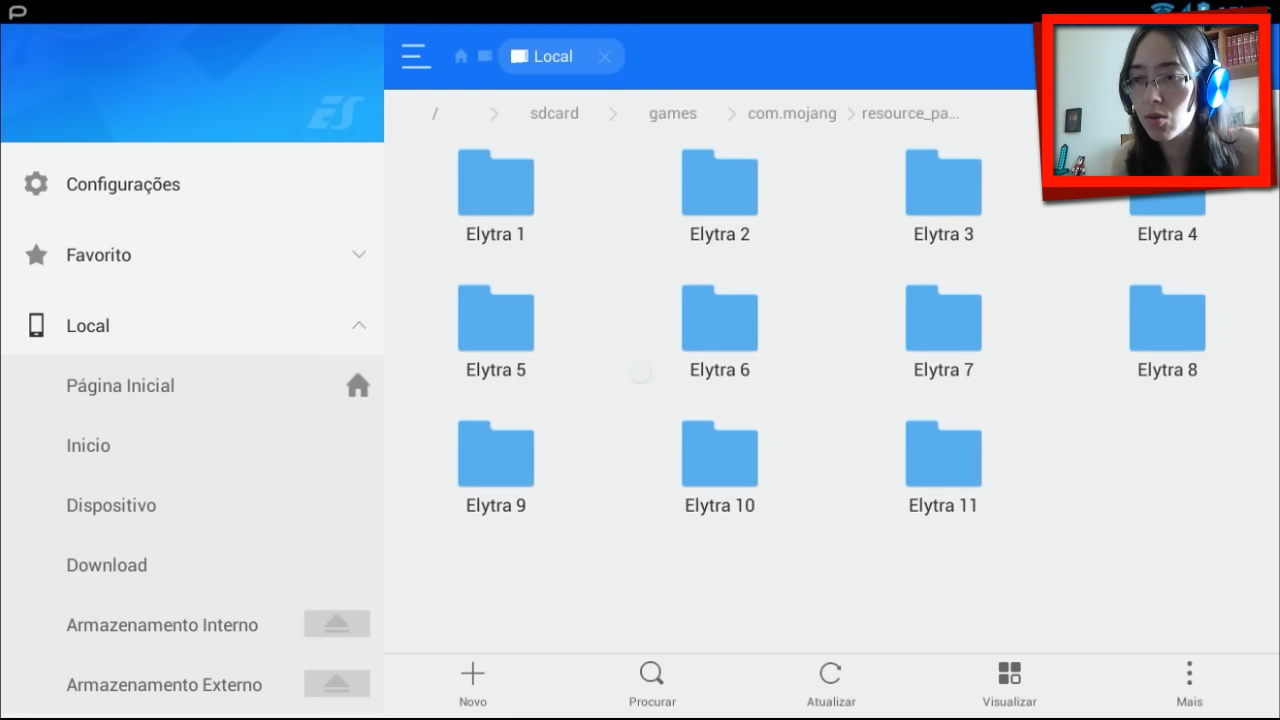 ES
Local
/ sdcard games com.mojang resource_pa...
Configurações
Favorito
Local
Página Inicial
Inicio
Dispositivo
Download
Armazenamento Interno
Armazenamento Externo
Elytra 1
Elytra 2
Elytra 3
Elytra 4
Elytra 5
Elytra 6
Elytra 7
Elytra 8
Elytra 9
Elytra 10
Elytra 11
Novo
Procurar
Atualizar
Visualizar
Mais